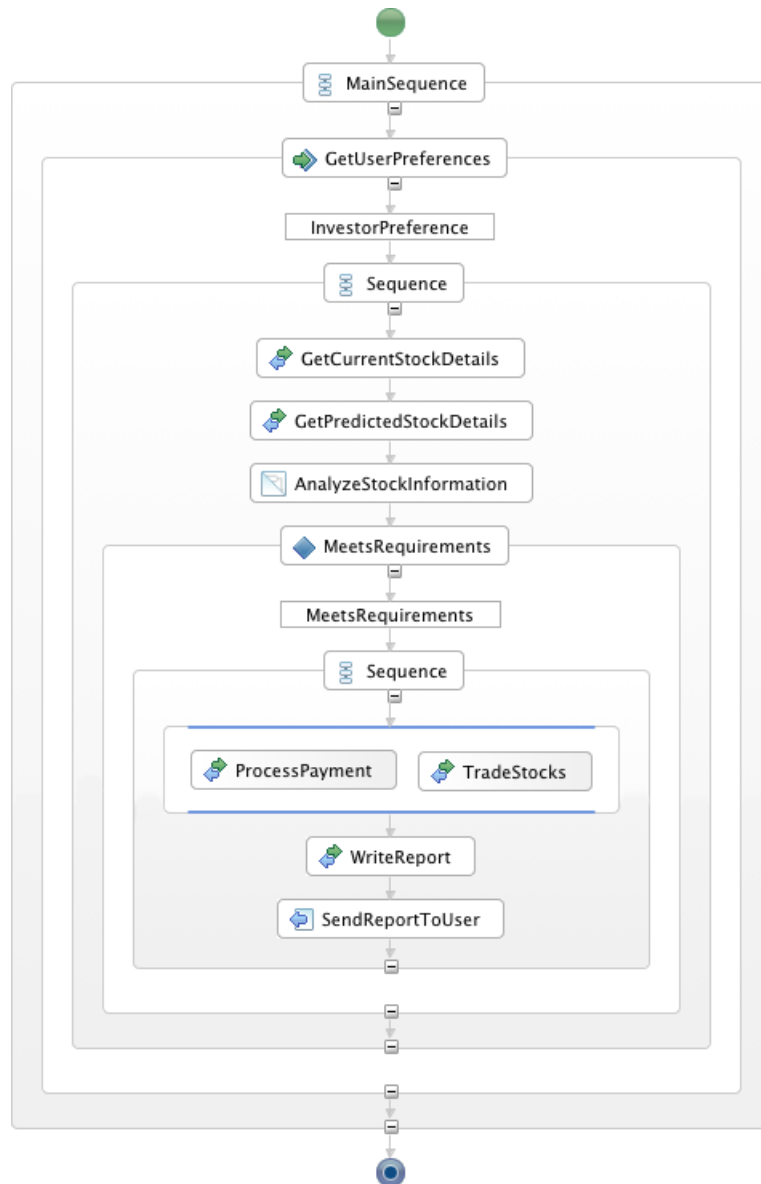 MainSequence
GetUserPreferences
InvestorPreference
Sequence
GetCurrentStockDetails
GetPredictedStockDetails
AnalyzeStockInformation
MeetsRequirements
MeetsRequirements
Sequence
ProcessPayment
TradeStocks
WriteReport
SendReportToUser